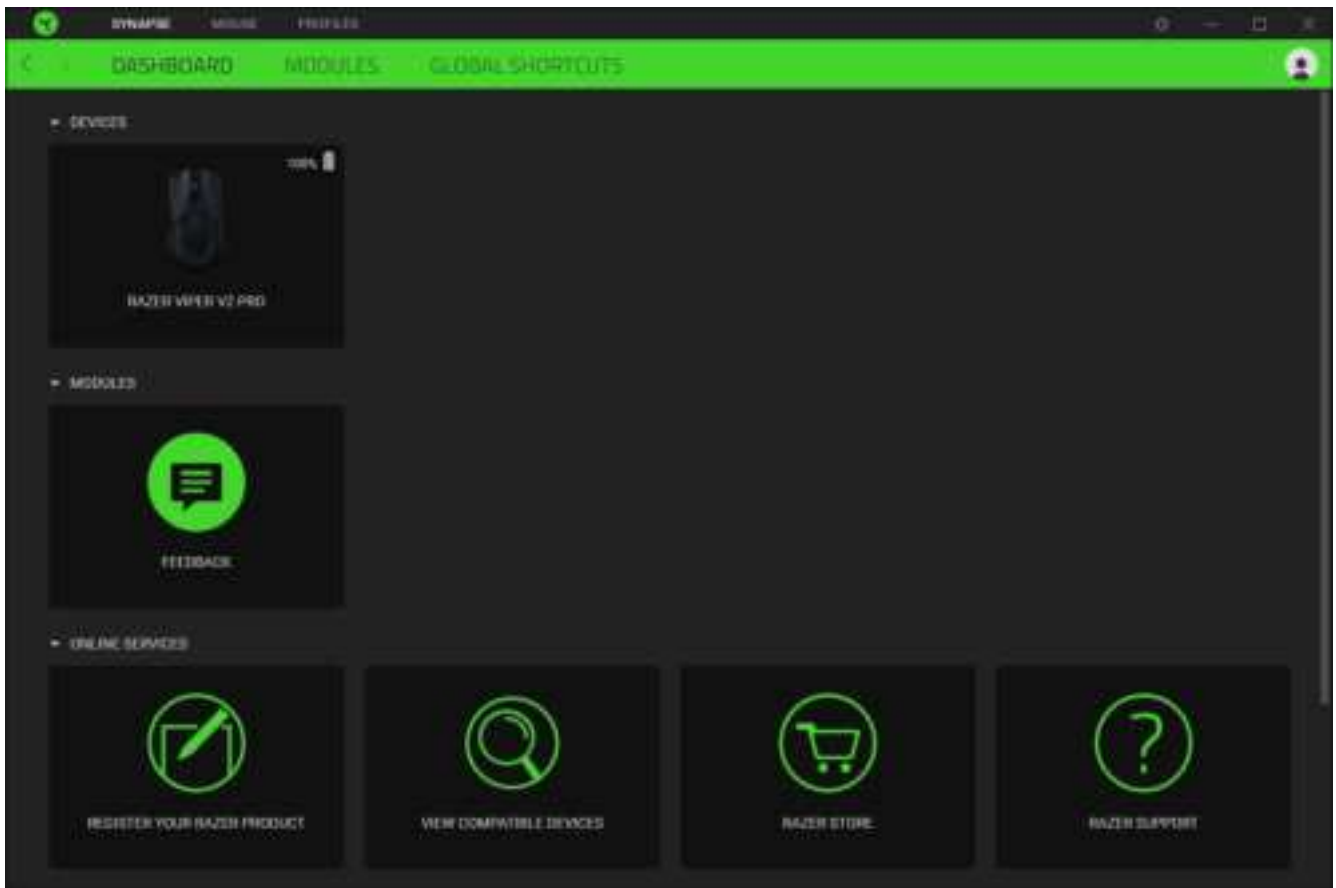 SYNAPSE MOUSE PROFILES
DASHBOARD MODULES GLOBAL SHORTCUTS
DEVICES
100%
RAZER VIPER V2 PRO
MODULES
FEEDBACK
ONLINE SERVICES
REGISTER YOUR RAZER PRODUCT VIEW COMPATIBLE DEVICES RAZER STORE RAZER SUPPORT